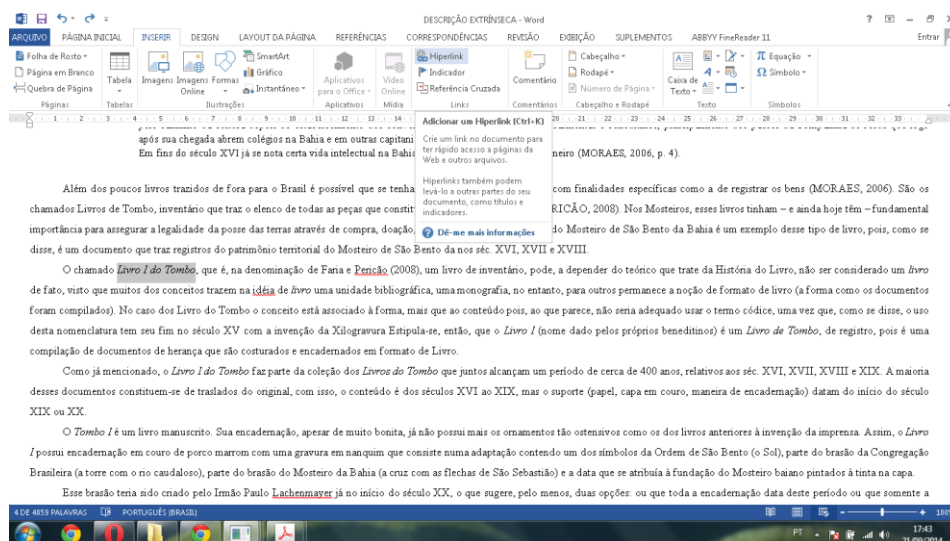 DESCRIÇÃO EXTRÍNSECA - Word
ARQUIVO PÁGINA INICIAL INSERIR DESIGN LAYOUT DA PÁGINA REFERÊNCIAS CORRESPONDÊNCIAS REVISÃO EXIBIÇÃO SUPLEMENTOS ABBYY FineReader 11 Entrar
Folha de Rosto
Página em Branco
Quebra de Página
Páginas
Tabela
Tabelas
Imagens
Imagens Online
Formas
SmartArt
Gráfico
Instantâneo
Ilustrações
Aplicativos para o Office
Aplicativos
Vídeo Online
Mídia
Hiperlink
Indicador
Referência Cruzada
Links
Comentário
Comentários
Cabeçalho
Rodapé
Número de Página
Cabeçalho e Rodapé
Caixa de Texto
Texto
Equação
Símbolo
Símbolos
Adicionar um Hiperlink (Ctrl+K)
Crie um link no documento para
ter rápido acesso a páginas da
Web e outros arquivos.
Hiperlinks também podem
levá-lo a outras partes do seu
documento, como títulos e
indicadores.
Dê-me mais informações
após sua chegada abrem colégios na Bahia e em outras capitani
Em fins do século XVI já se nota certa vida intelectual na Bahia neiro (MORAES, 2006, p. 4).
Além dos poucos livros trazidos de fora para o Brasil é possível que se tenha com finalidades específicas como a de registrar os bens (MORAES, 2006). São os
chamados Livros de Tombo, inventário que traz o elenco de todas as peças que constit RICÃO, 2008). Nos Mosteiros, esses livros tinham – e ainda hoje têm – fundamental
importância para assegurar a legalidade da posse das terras através de compra, doação, do Mosteiro de São Bento da Bahia é um exemplo desse tipo de livro, pois, como se
disse, é um documento que traz registros do patrimônio territorial do Mosteiro de São Bento da nos séc. XVI, XVII e XVIII.
O chamado Livro I do Tombo, que é, na denominação de Faria e Pencão (2008), um livro de inventário, pode, a depender do teórico que trate da História do Livro, não ser considerado um livro
de fato, visto que muitos dos conceitos trazem na idéia de livro uma unidade bibliográfica, uma monografia, no entanto, para outros permanece a noção de formato de livro (a forma como os documentos
foram compilados). No caso dos Livro do Tombo o conceito está associado à forma, mais que ao conteúdo pois, ao que parece, não seria adequado usar o termo códice, uma vez que, como se disse, o uso
desta nomenclatura tem seu fim no século XV com a invenção da Xilogravura Estipula-se, então, que o Livro I (nome dado pelos próprios beneditinos) é um Livro de Tombo, de registro, pois é uma
compilação de documentos de herança que são costurados e encadernados em formato de Livro.
Como já mencionado, o Livro I do Tombo faz parte da coleção dos Livros do Tombo que juntos alcançam um período de cerca de 400 anos, relativos aos séc. XVI, XVII, XVIII e XIX. A maioria
desses documentos constituem-se de traslados do original, com isso, o conteúdo é dos séculos XVI ao XIX, mas o suporte (papel, capa em couro, maneira de encadernação) datam do início do século
XIX ou XX.
O Tombo I é um livro manuscrito. Sua encadernação, apesar de muito bonita, já não possui mais os ornamentos tão ostensivos como os dos livros anteriores à invenção da imprensa. Assim, o Livro
I possui encadernação em couro de porco marrom com uma gravura em nanquim que consiste numa adaptação contendo um dos símbolos da Ordem de São Bento (o Sol), parte do brasão da Congregação
Brasileira (a torre com o rio caudaloso), parte do brasão do Mosteiro da Bahia (a cruz com as flechas de São Sebastião) e a data que se atribuía à fundação do Mosteiro baiano pintados à tinta na capa.
Esse brasão teria sido criado pelo Irmão Paulo Lachenmayer já no início do século XX, o que sugere, pelo menos, duas opções: ou que toda a encadernação data deste período ou que somente a
4 DE 4859 PALAVRAS PORTUGUÊS (BRASIL) 100%
PT 17:43
21/09/2014